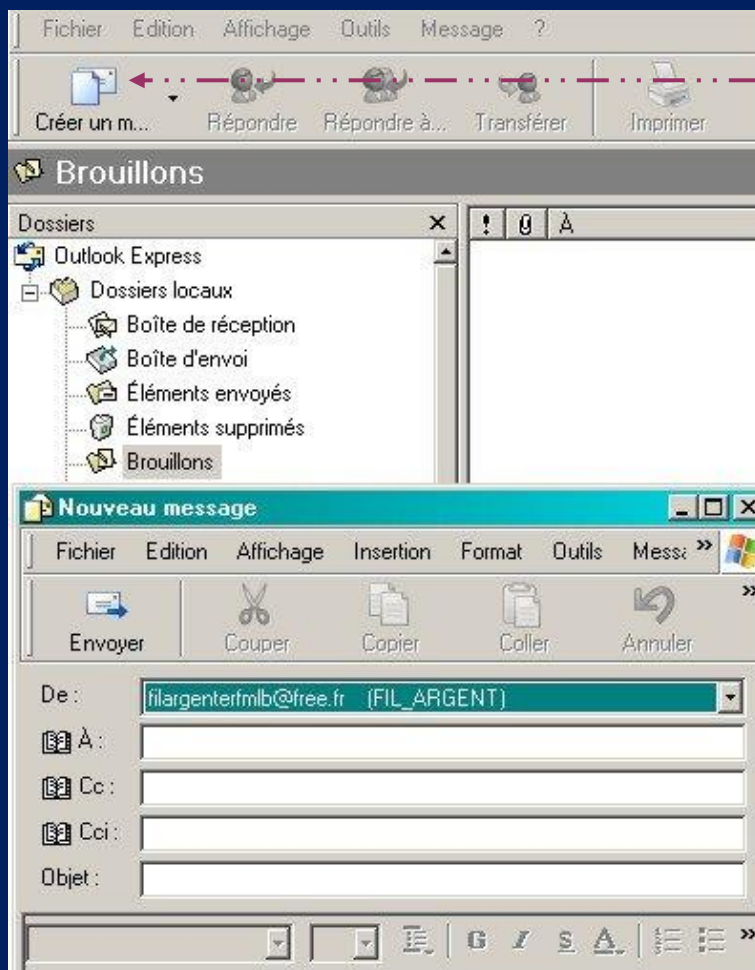 Fichier Edition Affichage Outils Message ?
Créer un m... Répondre Répondre à... Transférer Imprimer
Brouillons
Dossiers
! À
Outlook Express
Dossiers locaux
Boîte de réception
Boîte d'envoi
Éléments envoyés
Éléments supprimés
Brouillons
Nouveau message
Fichier Edition Affichage Insertion Format Outils Messa »
Envoyer Couper Copier Coller Annuler »
De : filargenterfmlb@free.fr (FIL_ARGENT)
À :
Cc :
Cci :
Objet :
G I S A »